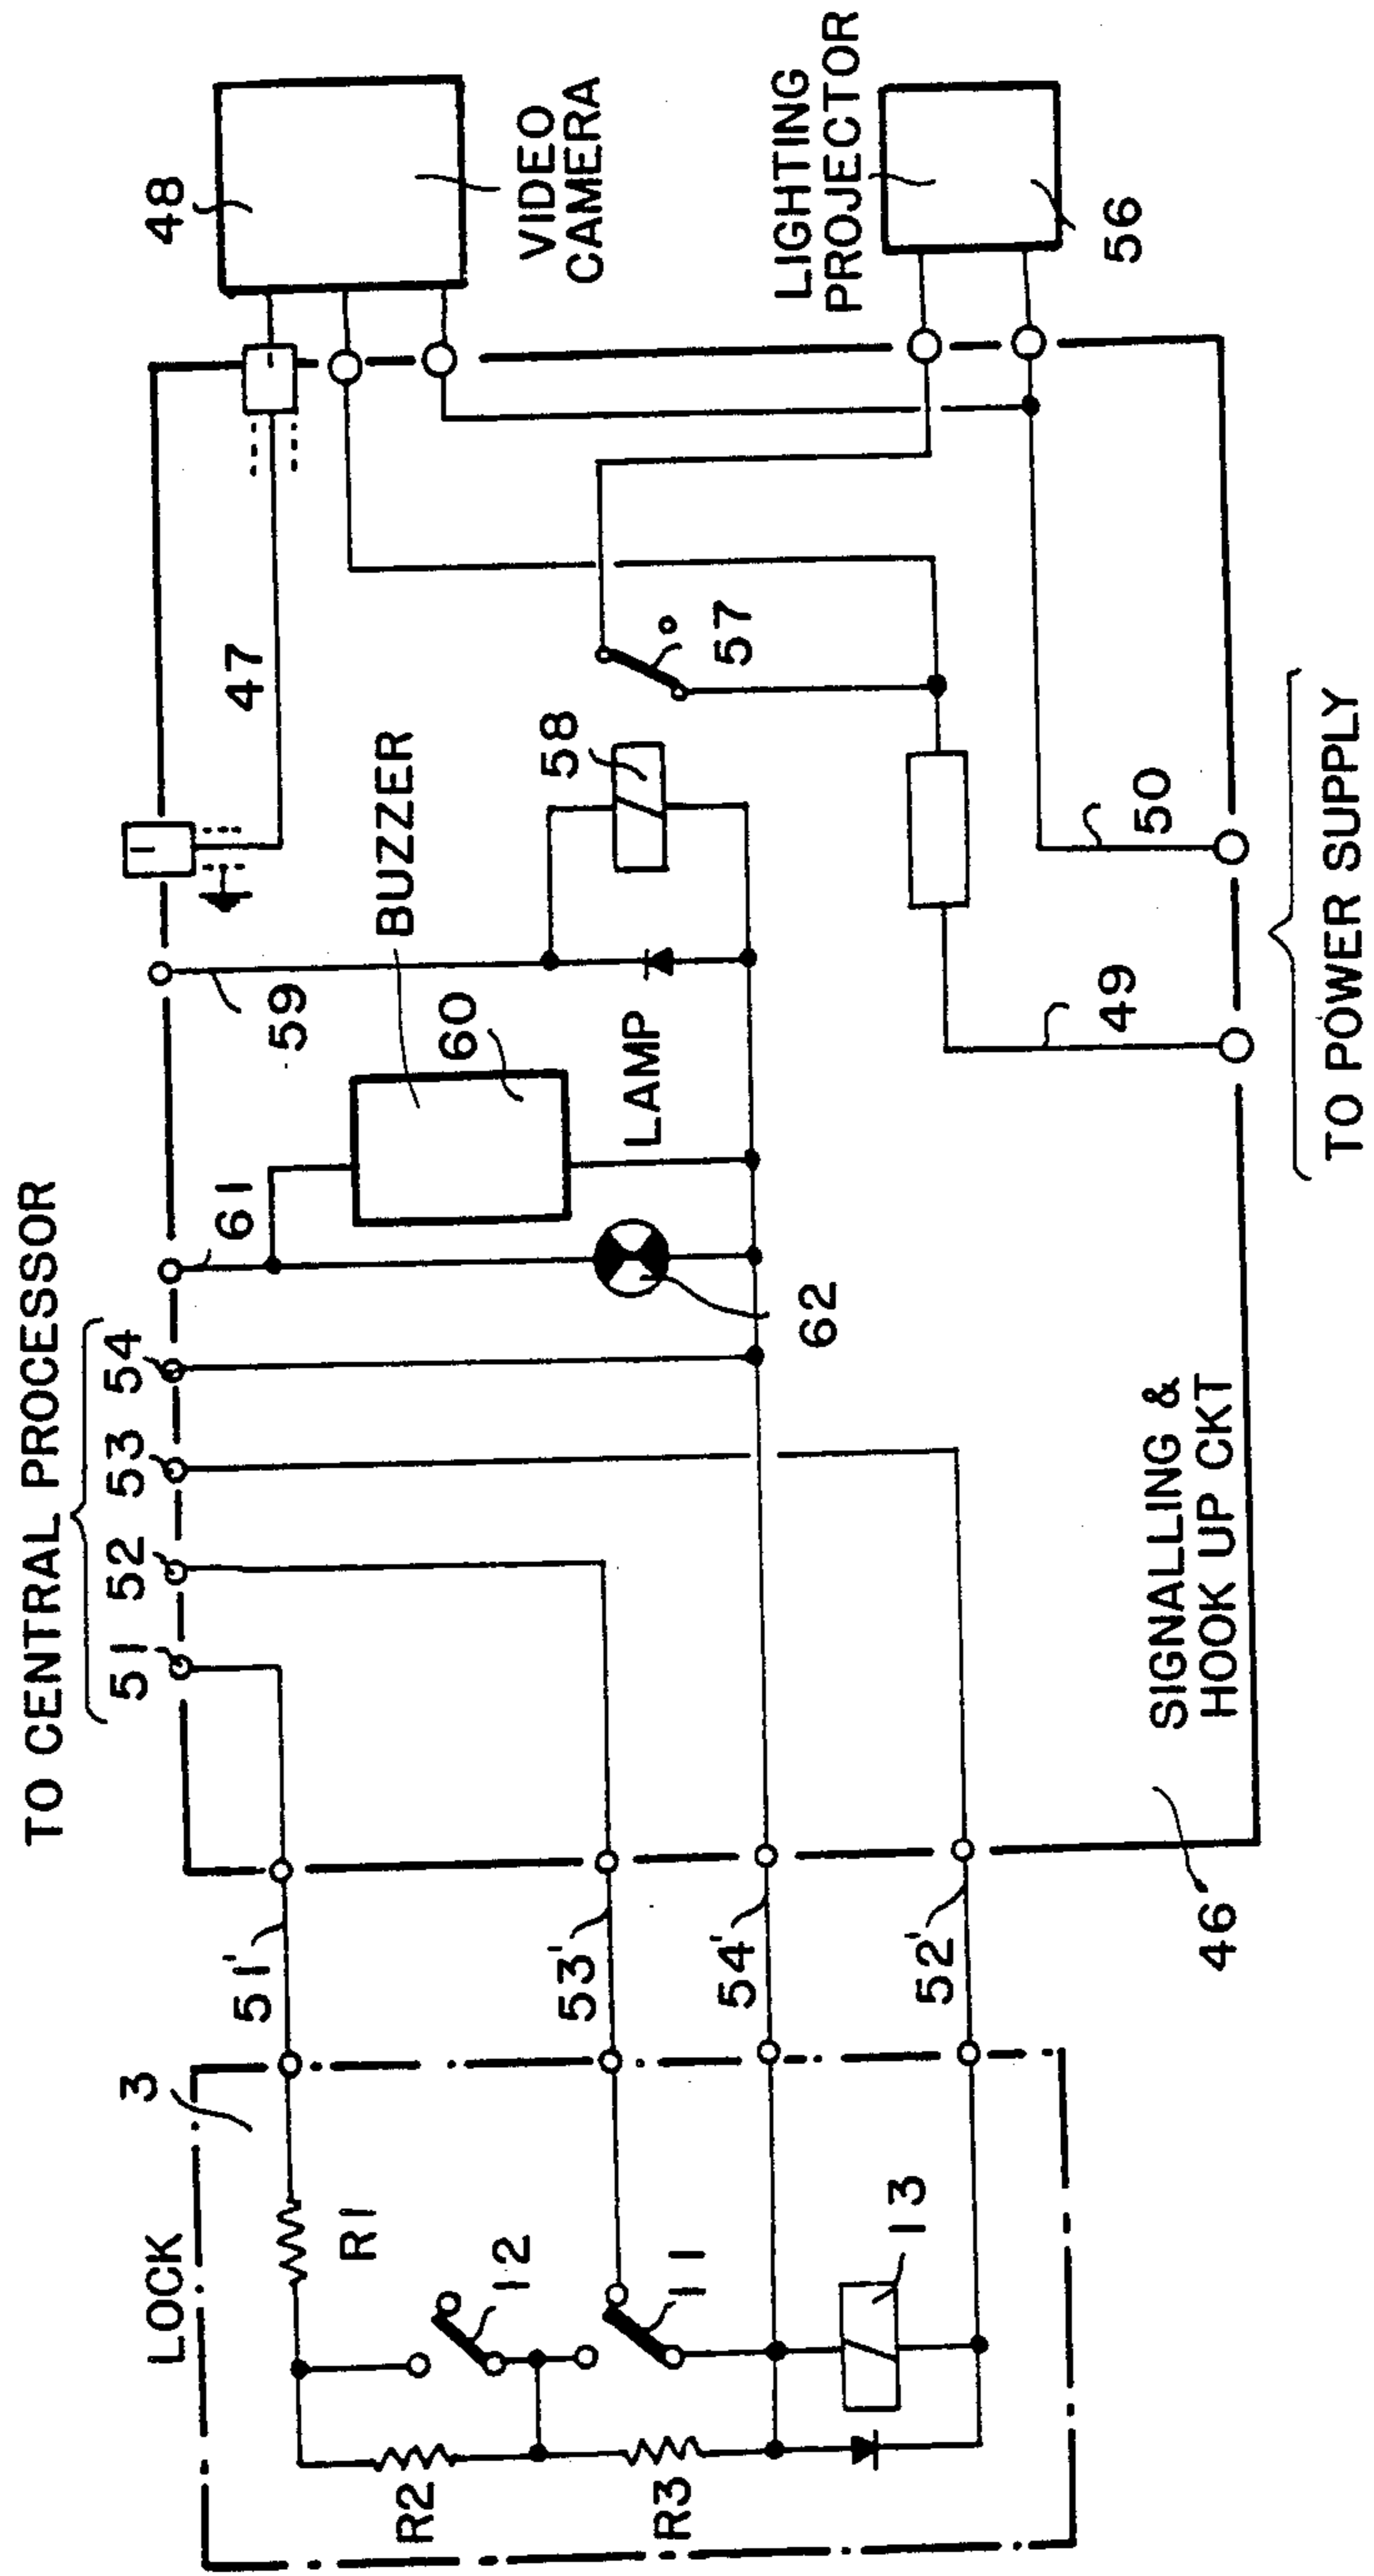 TO CENTRAL PROCESSOR
51
52
53
54
61
59
47
48
VIDEO
CAMERA
BUZZER
60
LAMP
62
58
57
LIGHTING
PROJECTOR
56
49
50
TO POWER SUPPLY
SIGNALLING &
HOOK UP CKT
46'
51'
53'
54'
52'
3
LOCK
R1
12
11
13
R2
R3